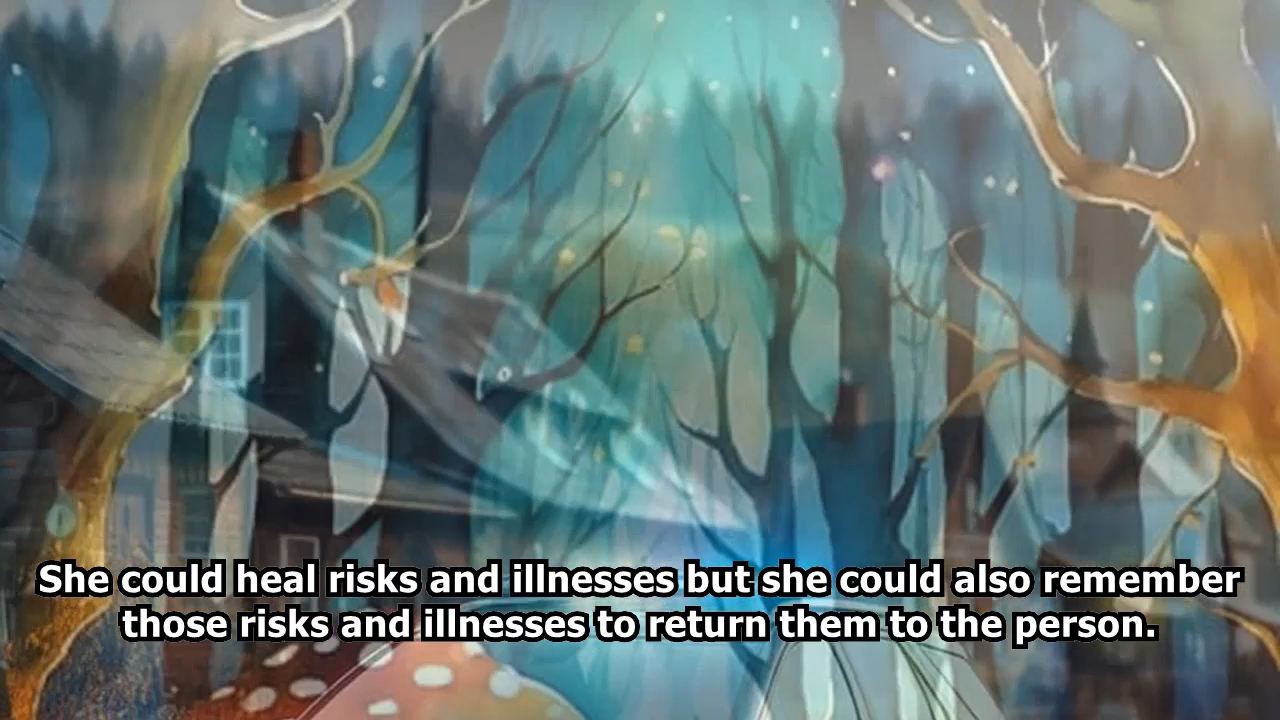 She could heal risks and illnesses but she could also remember
those risks and illnesses to return them to the person.